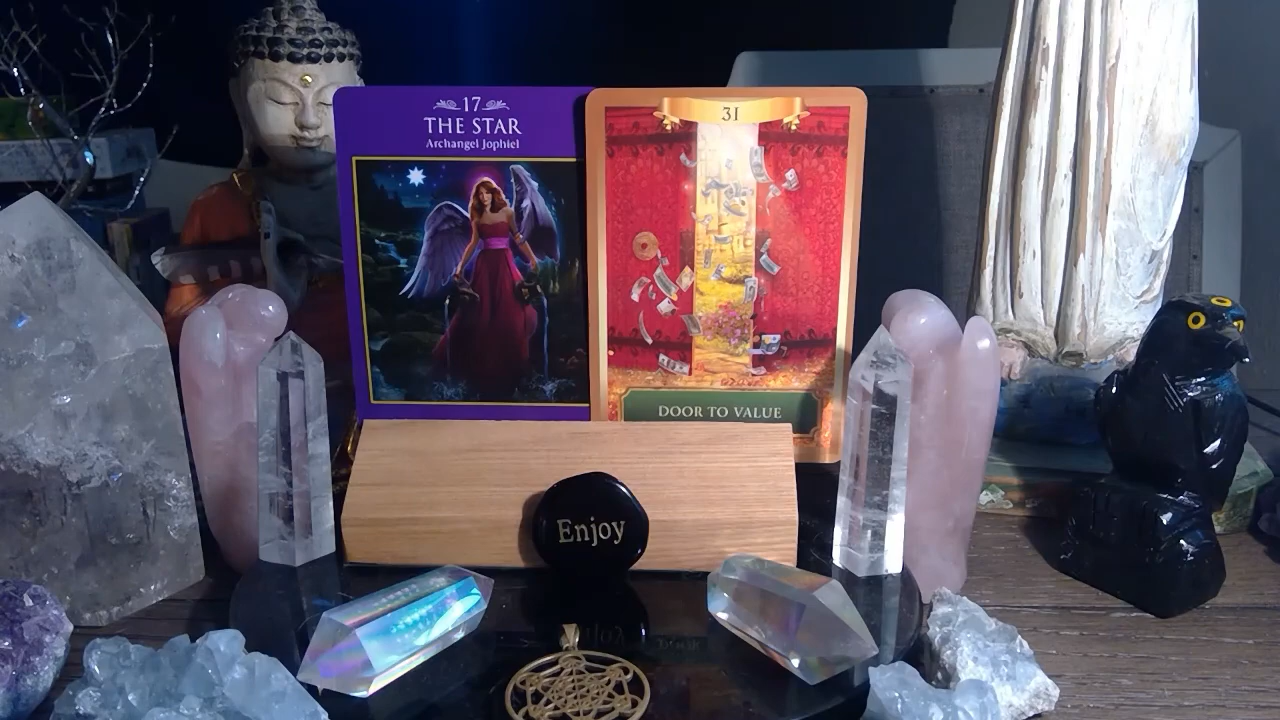 17
THE STAR
Archangel Jophiel
31
DOOR TO VALUE
Enjoy